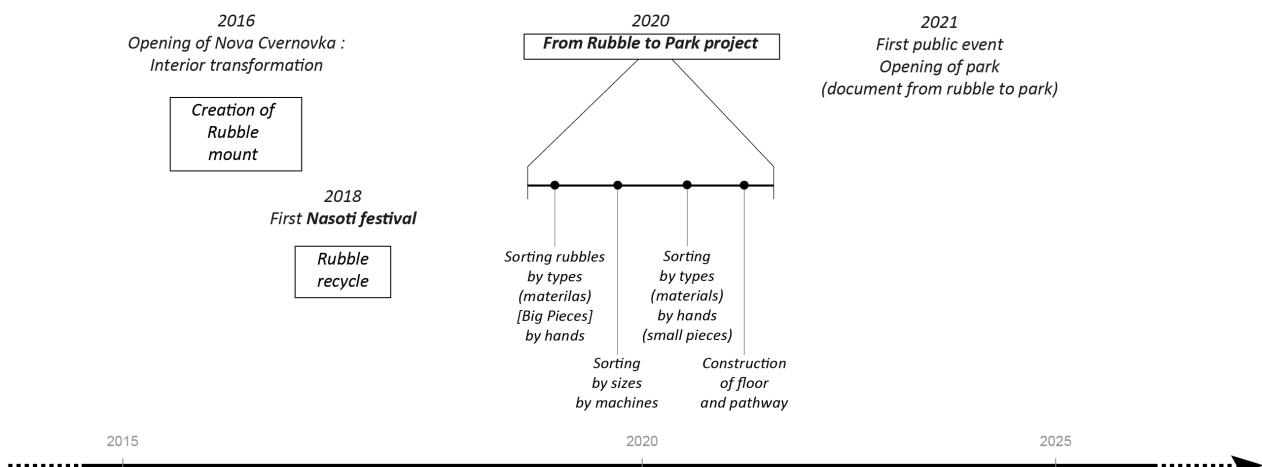 2016
Opening of Nova Cvernovka :
Interior transformation
Creation of
Rubble
mount
2018
First Nasoti festival
Rubble
recycle
2020
From Rubble to Park project
Sorting rubbles
by types
(materilas)
[Big Pieces]
by hands
Sorting
by sizes
by machines
Sorting
by types
(materials)
by hands
(small pieces)
Construction
of floor
and pathway
2021
First public event
Opening of park
(document from rubble to park)
2015
2020
2025